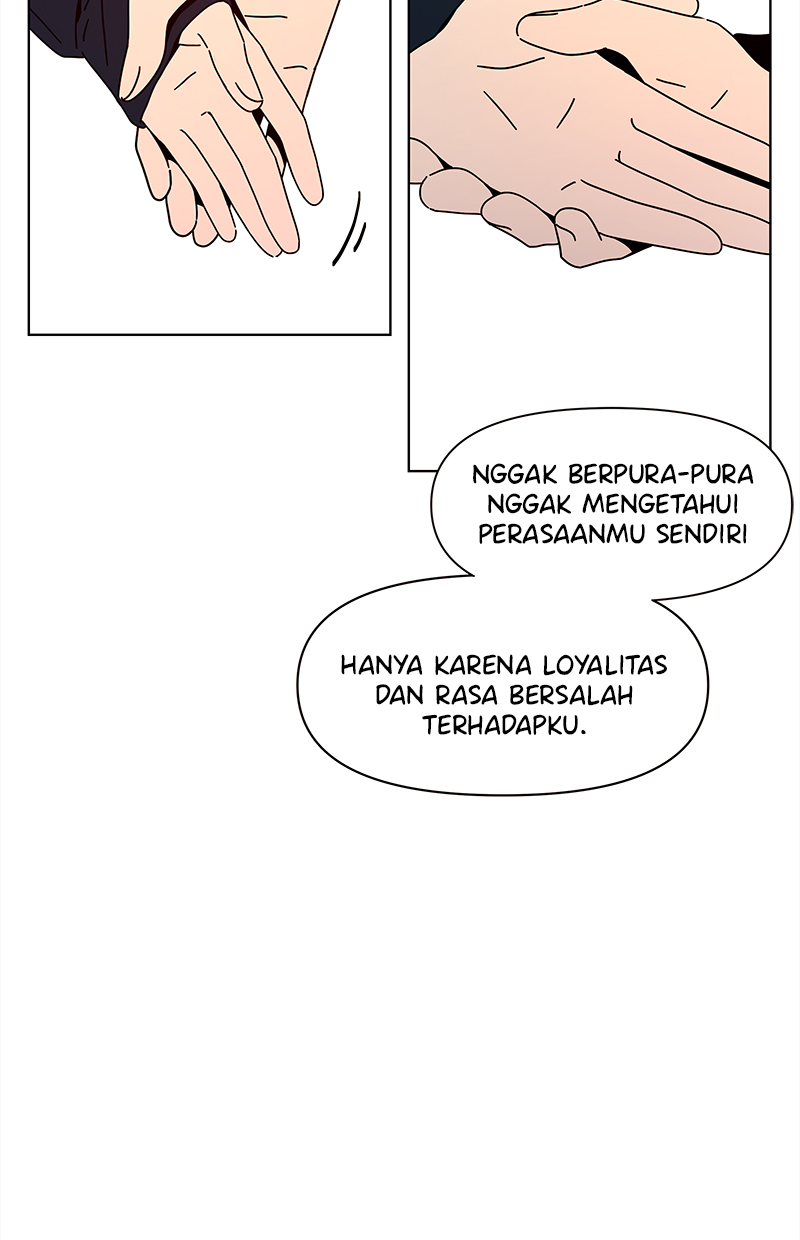 NGGAK BERPURA-PURA
NGGAK MENGETAHUI
PERASAANMU SENDIRI
HANYA KARENA LOYALITAS
DAN RASA BERSALAH
TERHADAPKU.